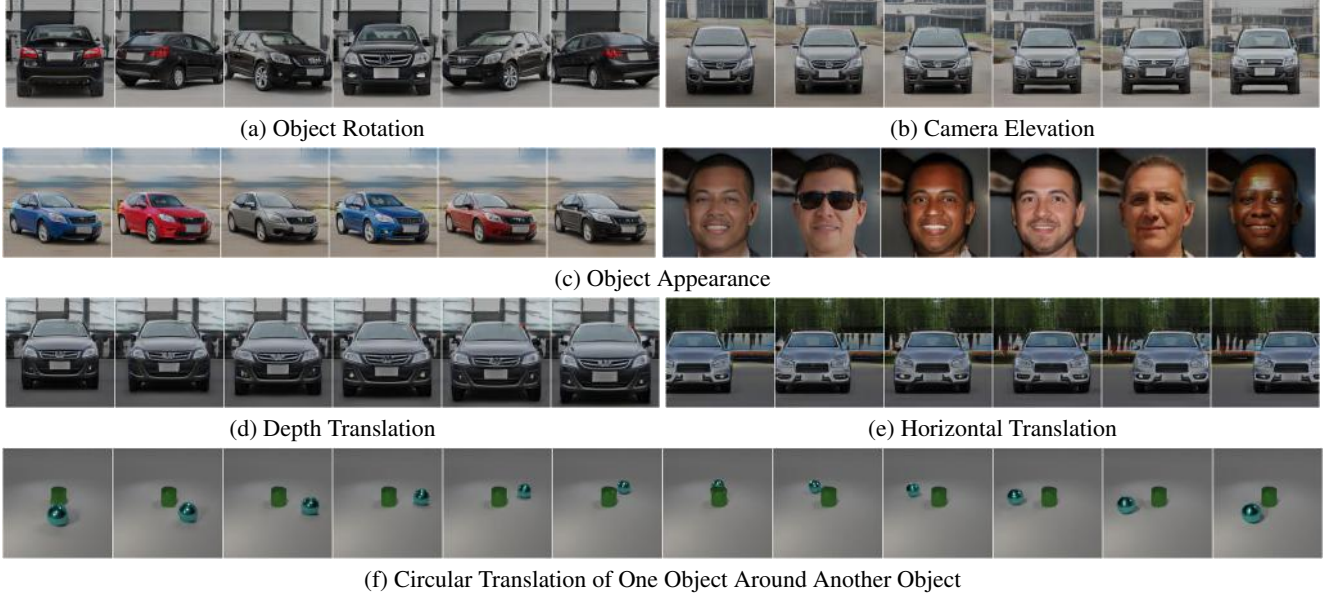 (a) Object Rotation
(b) Camera Elevation
(c) Object Appearance
(d) Depth Translation
(e) Horizontal Translation
(f) Circular Translation of One Object Around Another Object